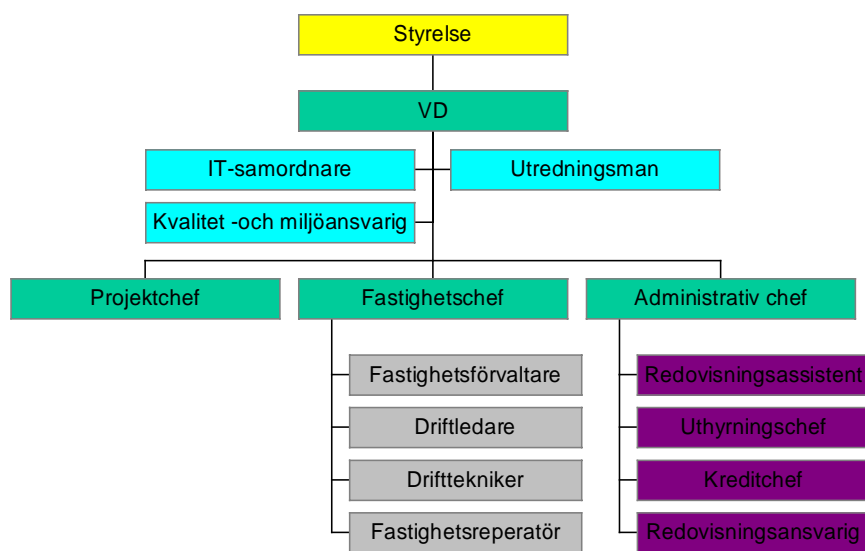 Styrelse
VD
IT-samordnare
Utredningsman
Kvalitet -och miljöansvarig
Projektchef
Fastighetschef
Administrativ chef
Fastighetsförvaltare
Driftledare
Drifttekniker
Fastighetsreperatör
Redovisningsassistent
Uthyrningschef
Kreditchef
Redovisningsansvarig